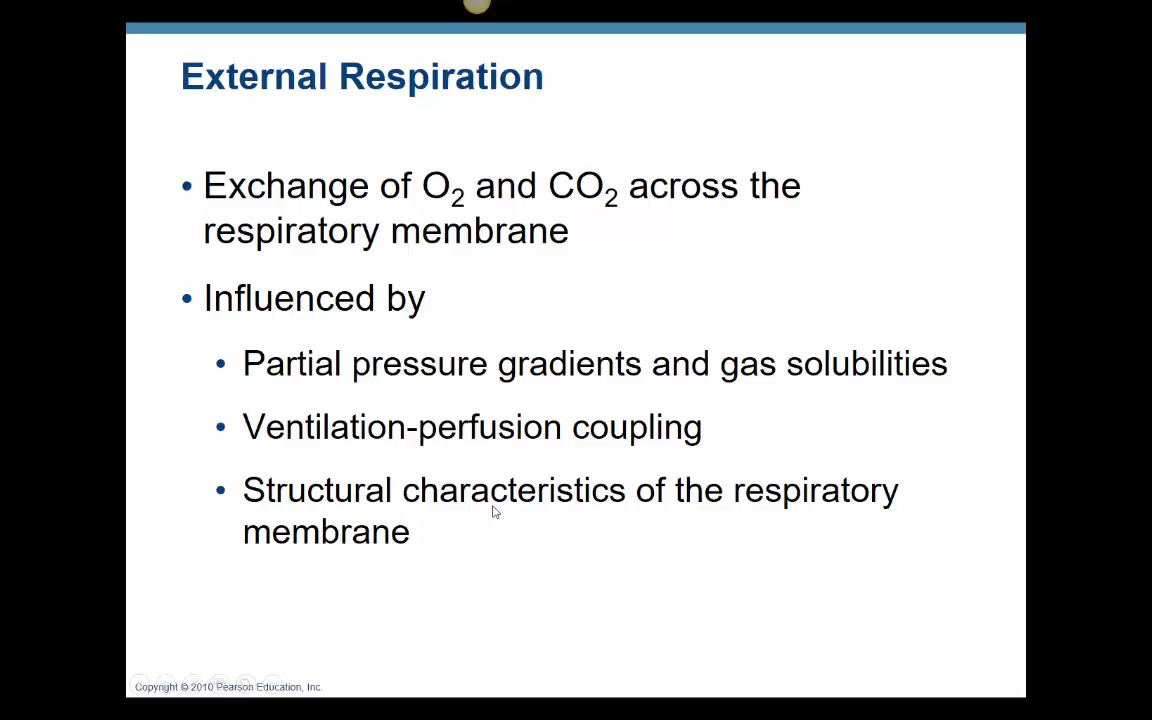 External Respiration
• Exchange of O₂ and CO₂ across the
respiratory membrane
• Influenced by
• Partial pressure gradients and gas solubilities
• Ventilation-perfusion coupling
• Structural characteristics of the respiratory
membrane
Copyright © 2010 Pearson Education, Inc.